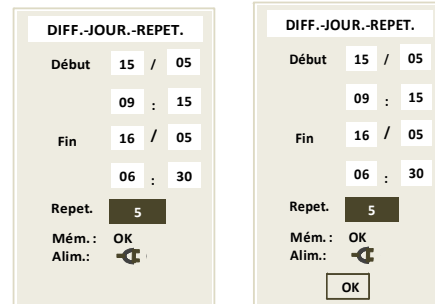 DIFF.-JOUR.-REPET.
Début 15 / 05
09 : 15
Fin 16 / 05
06 : 30
Repet. 5
Mém. : OK
Alim.:
DIFF.-JOUR.-REPET.
Début 15 / 05
09 : 15
Fin 16 / 05
06 : 30
Repet. 5
Mém. : OK
Alim.:
OK